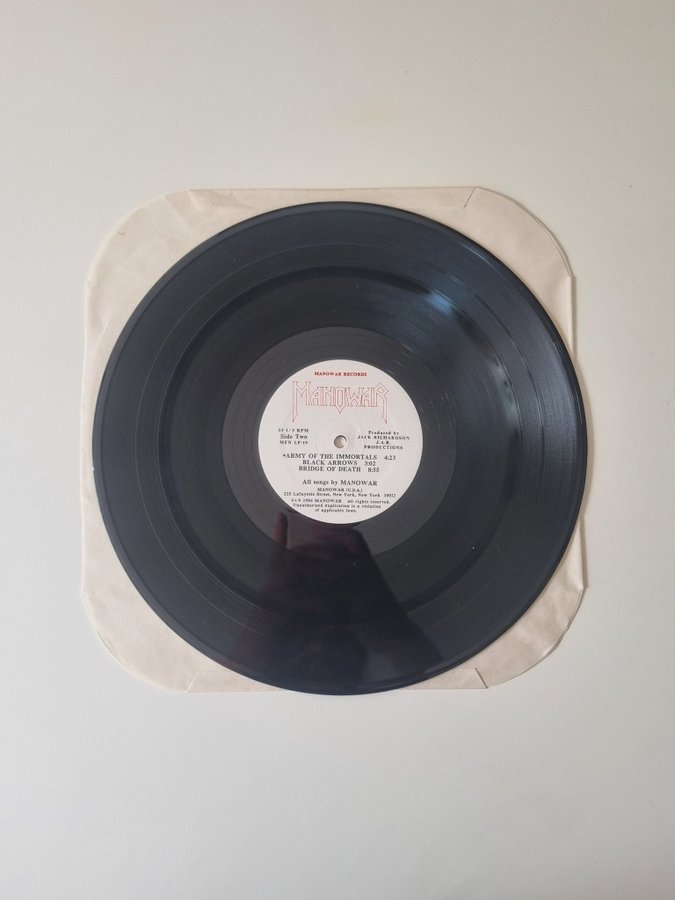 MANOWAR RECORDS
MANOWAR
33 1/3 RPM
Side Two
MFN LP-19
Produced by
JACK RICHARDSON
J.A.R.
PRODUCTIONS
*ARMY OF THE IMMORTALS 4:23
BLACK ARROWS 3:02
BRIDGE OF DEATH 8:55
All songs by MANOWAR
MANOWAR (U.S.A.)
225 Lafayette Street, New York, New York 10012
MANOWAR all rights reserved.
Unauthorized duplication is a violation
of applicable laws.